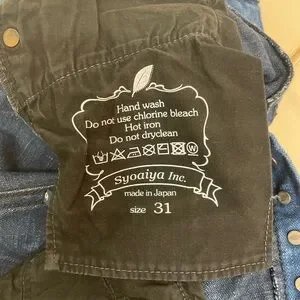 Hand wash
Do not use chlorine bleach
Hot iron
Do not dryclean
W
Syoaiya Inc.
made in Japan
size 31